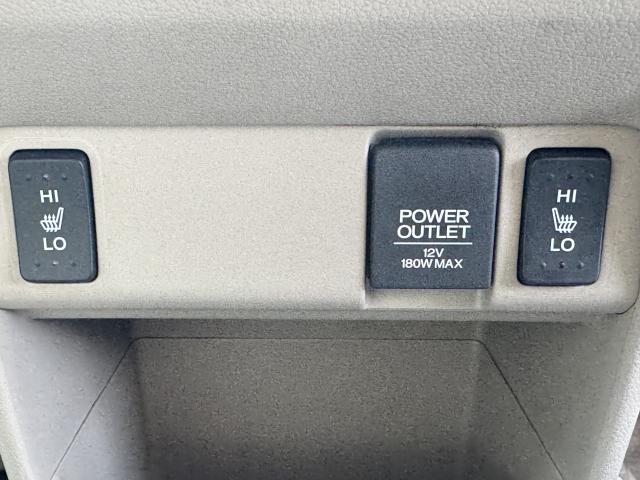 HI
LO
POWER
OUTLET
12V
180W MAX
HI
LO